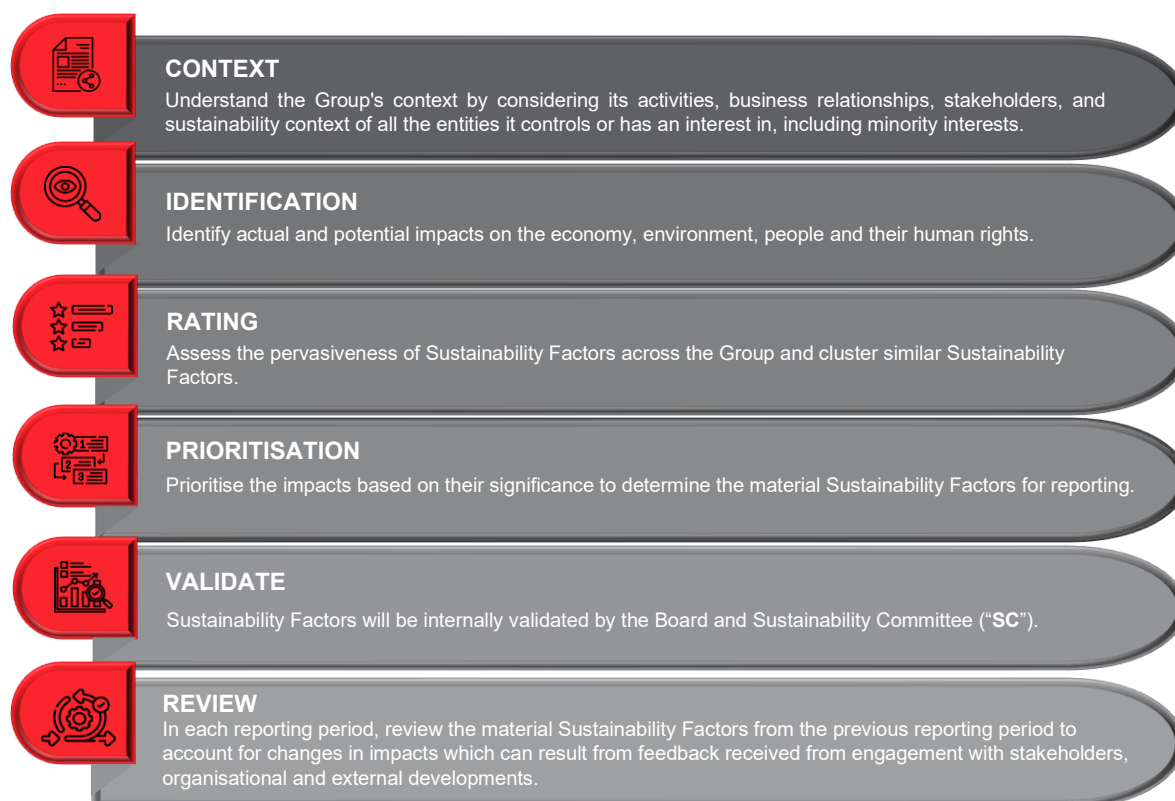 CONTEXT
Understand the Group's context by considering its activities, business relationships, stakeholders, and
sustainability context of all the entities it controls or has an interest in, including minority interests.
IDENTIFICATION
Identify actual and potential impacts on the economy, environment, people and their human rights.
RATING
Assess the pervasiveness of Sustainability Factors across the Group and cluster similar Sustainability
Factors.
1
2
3
PRIORITISATION
Prioritise the impacts based on their significance to determine the material Sustainability Factors for reporting.
VALIDATE
Sustainability Factors will be internally validated by the Board and Sustainability Committee (“SC”).
REVIEW
In each reporting period, review the material Sustainability Factors from the previous reporting period to
account for changes in impacts which can result from feedback received from engagement with stakeholders,
organisational and external developments.